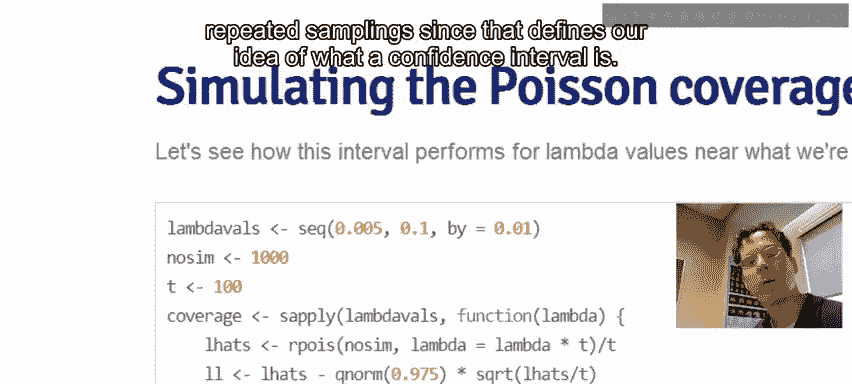 repeated samplings since that defines our
idea of what a confidence interval is.
Simulating the Poisson coverage
Let's see how this interval performs for lambda values near what we're
lambdavals <- seq(0.005, 0.1, by = 0.01)
nosim <- 1000
t <- 100
coverage <- sapply(lambdavals, function(lambda) {
lhats <- rpois(nosim, lambda = lambda * t)/t
ll <- lhats - qnorm(0.975) * sqrt(lhats/t)